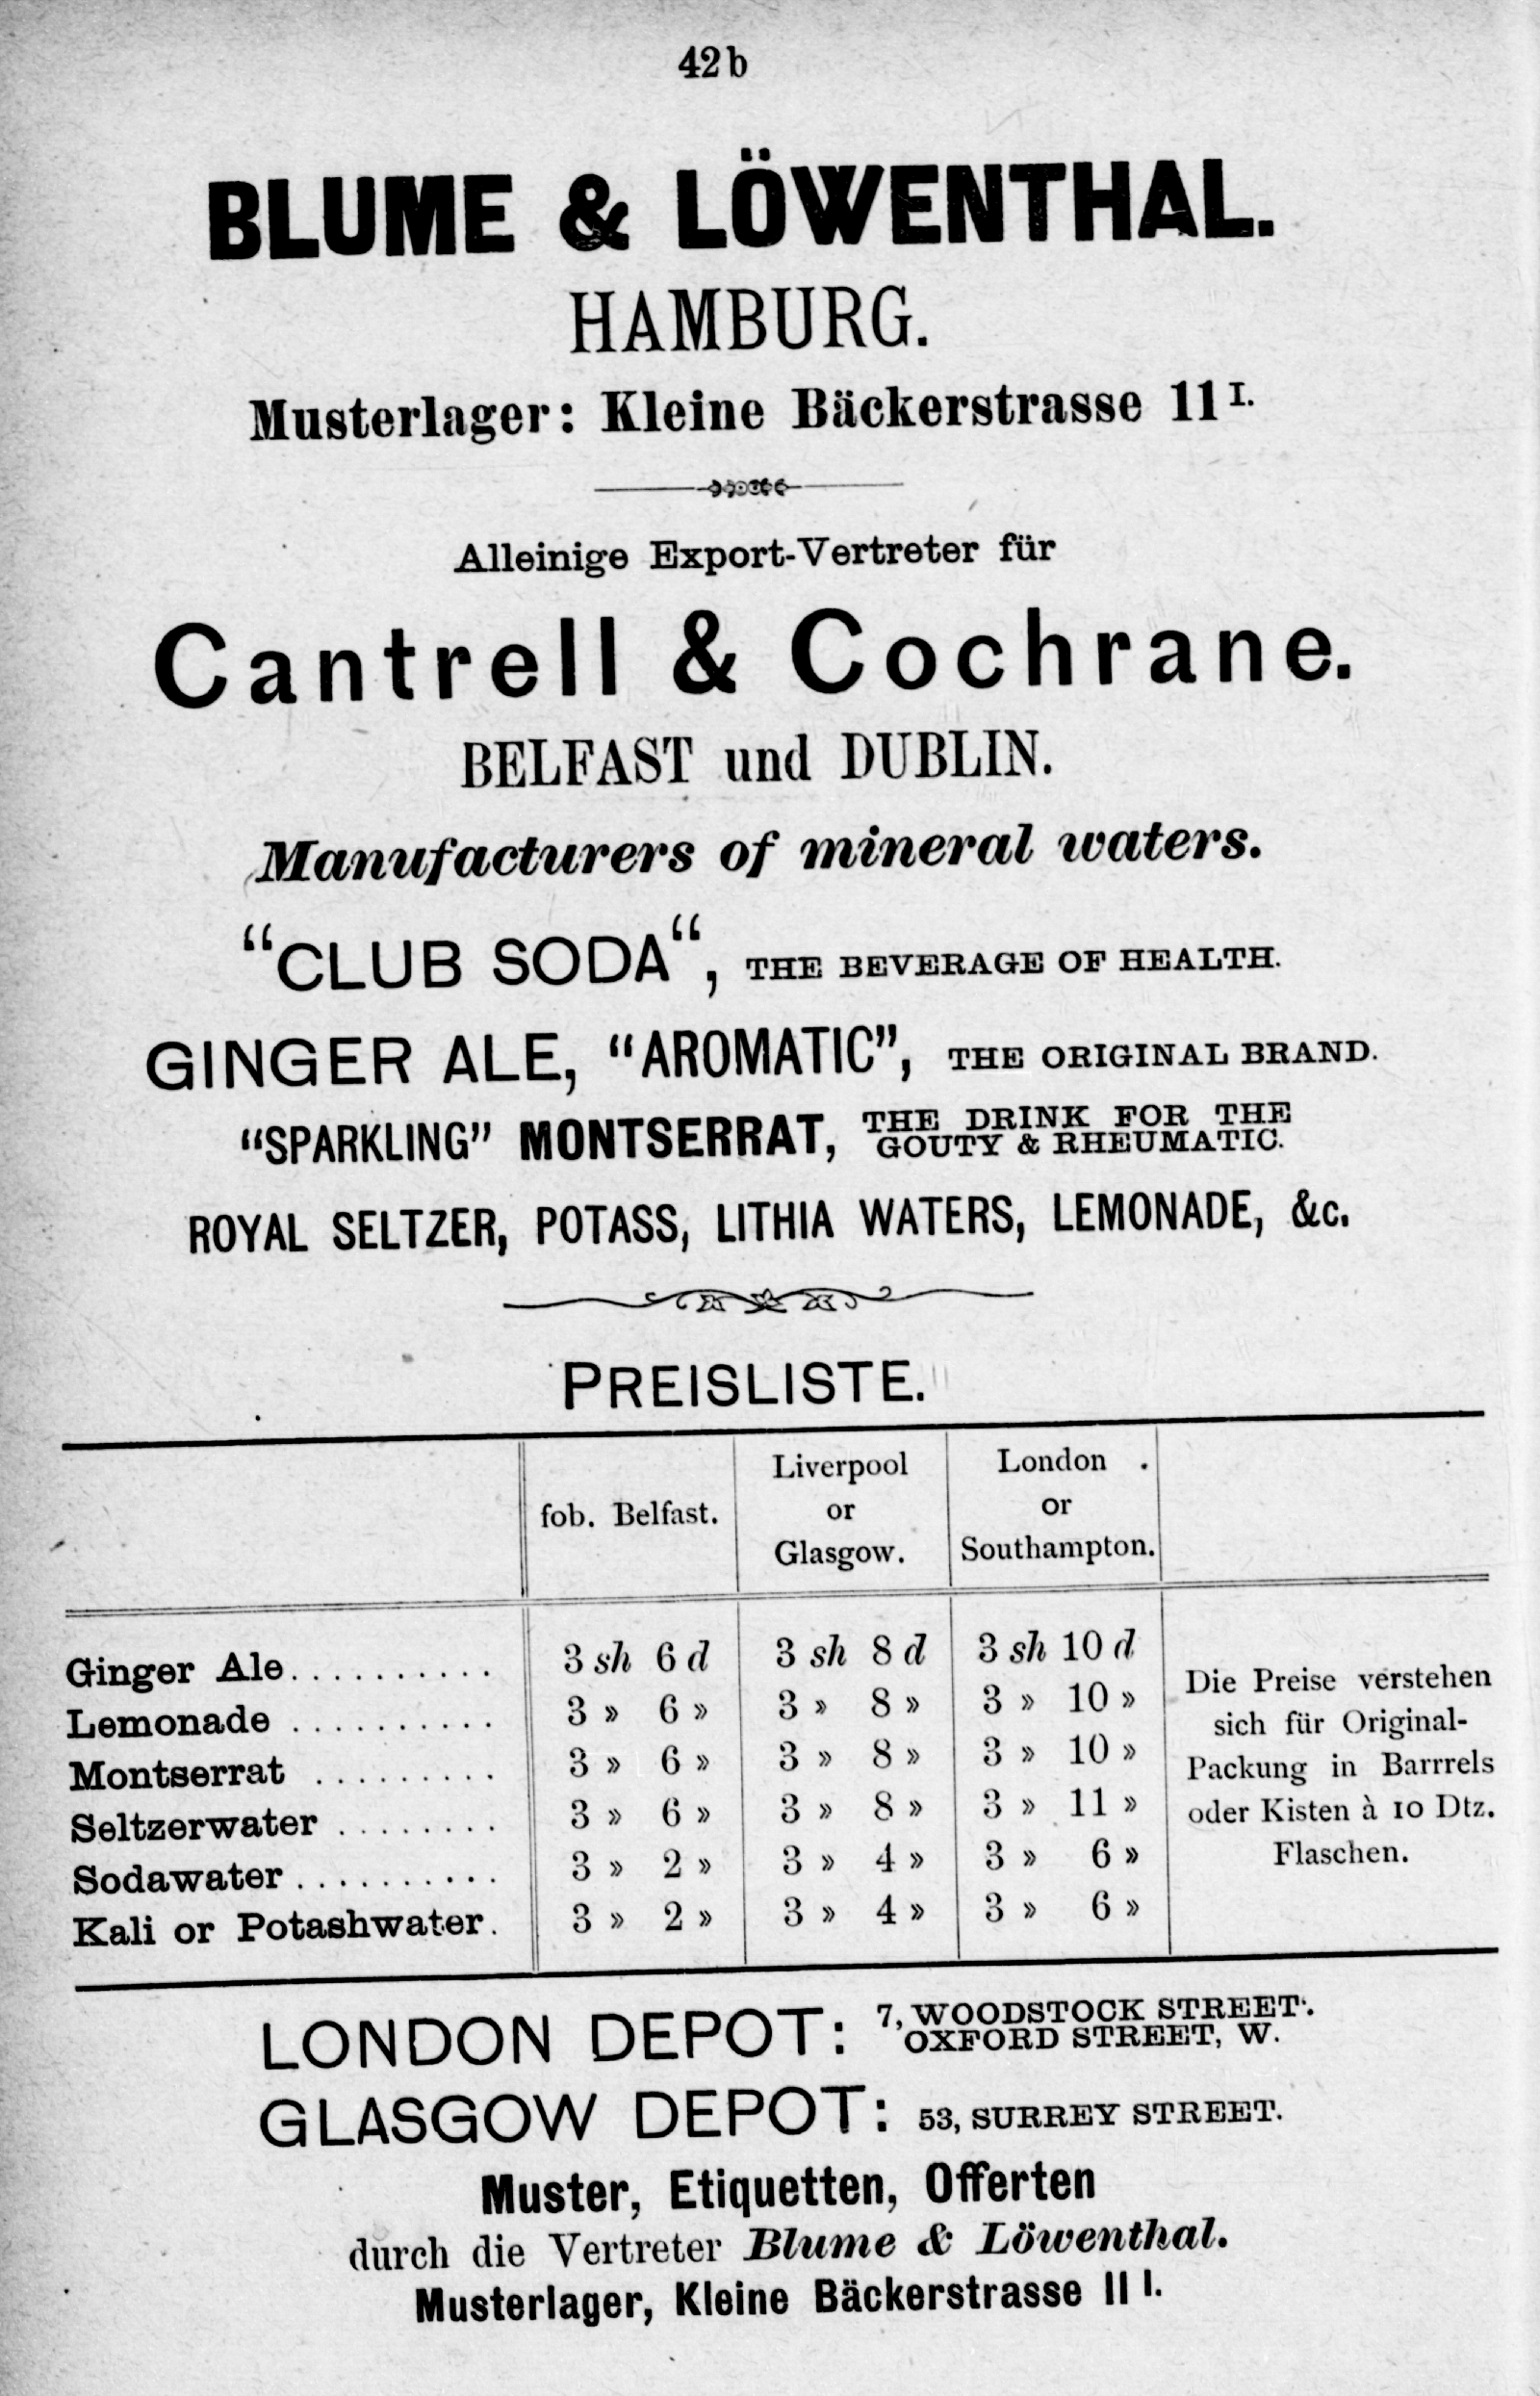 42b
BLUME & LÖWENTHAL.
HAMBURG.
Musterlager: Kleine Bäckerstrasse 11 I.
Alleinige Export-Vertreter für
Cantrell & Cochrane.
BELFAST und DUBLIN.
Manufacturers of mineral waters.
“CLUB SODA“, THE BEVERAGE OF HEALTH.
GINGER ALE, “AROMATIC”, THE ORIGINAL BRAND.
“SPARKLING” MONTSERRAT, THE DRINK FOR THE
GOUTY & RHEUMATIC.
ROYAL SELTZER, POTASS, LITHIA WATERS, LEMONADE, &c.
PREISLISTE.
fob. Belfast.
Liverpool
or
Glasgow.
London
or
Southampton.
Ginger Ale.......... 3 sh 6 d 3 sh 8 d 3 sh 10 d
Lemonade .......... 3 » 6 » 3 » 8 » 3 » 10 »
Montserrat ......... 3 » 6 » 3 » 8 » 3 » 10 »
Seltzerwater ........ 3 » 6 » 3 » 8 » 3 » 11 »
Sodawater .......... 3 » 2 » 3 » 4 » 3 » 6 »
Kali or Potashwater. 3 » 2 » 3 » 4 » 3 » 6 »
Die Preise verstehen
sich für Original-
Packung in Barrrels
oder Kisten à 10 Dtz.
Flaschen.
LONDON DEPOT: 7, WOODSTOCK STREET.
OXFORD STREET, W.
GLASGOW DEPOT: 53, SURREY STREET.
Muster, Etiquetten, Offerten
durch die Vertreter Blume & Löwenthal.
Musterlager, Kleine Bäckerstrasse 11 I.